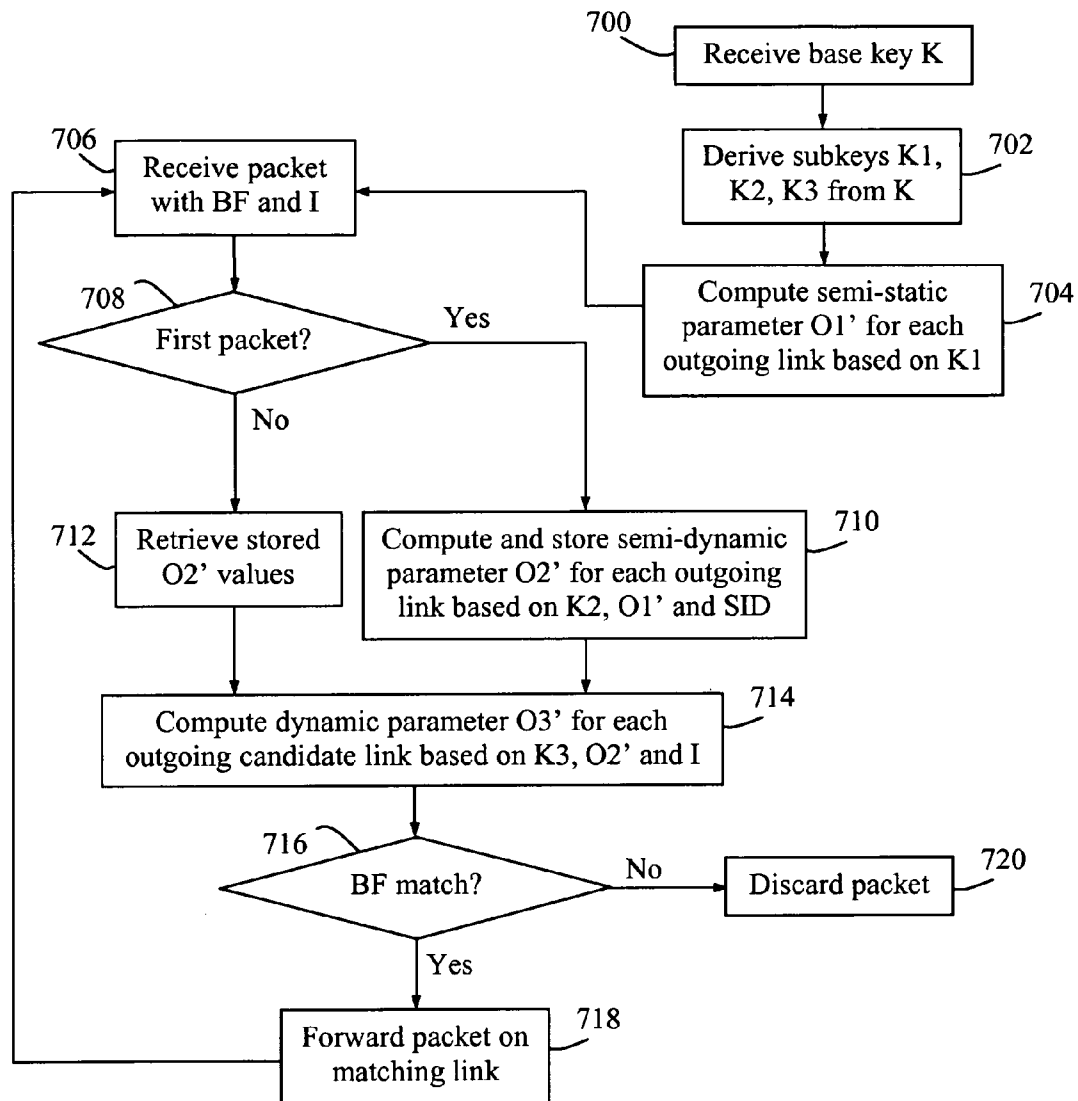 700
Receive base key K
702
Derive subkeys K1,
K2, K3 from K
704
Compute semi-static
parameter O1’ for each
outgoing link based on K1
706
Receive packet
with BF and I
708
First packet?
Yes
No
712
Retrieve stored
O2’ values
710
Compute and store semi-dynamic
parameter O2’ for each outgoing
link based on K2, O1’ and SID
714
Compute dynamic parameter O3’ for each
outgoing candidate link based on K3, O2’ and I
716
BF match?
No
720
Discard packet
Yes
718
Forward packet on
matching link